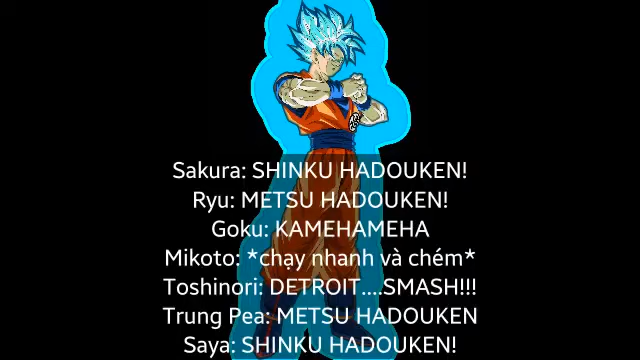 Sakura: SHINKU HADOUKEN!
Ryu: METSU HADOUKEN!
Goku: KAMEHAMEHA
Mikoto: *chạy nhanh và chém*
Toshinori: DETROIT....SMASH!!!
Trung Pea: METSU HADOUKEN
Saya: SHINKU HADOUKEN!